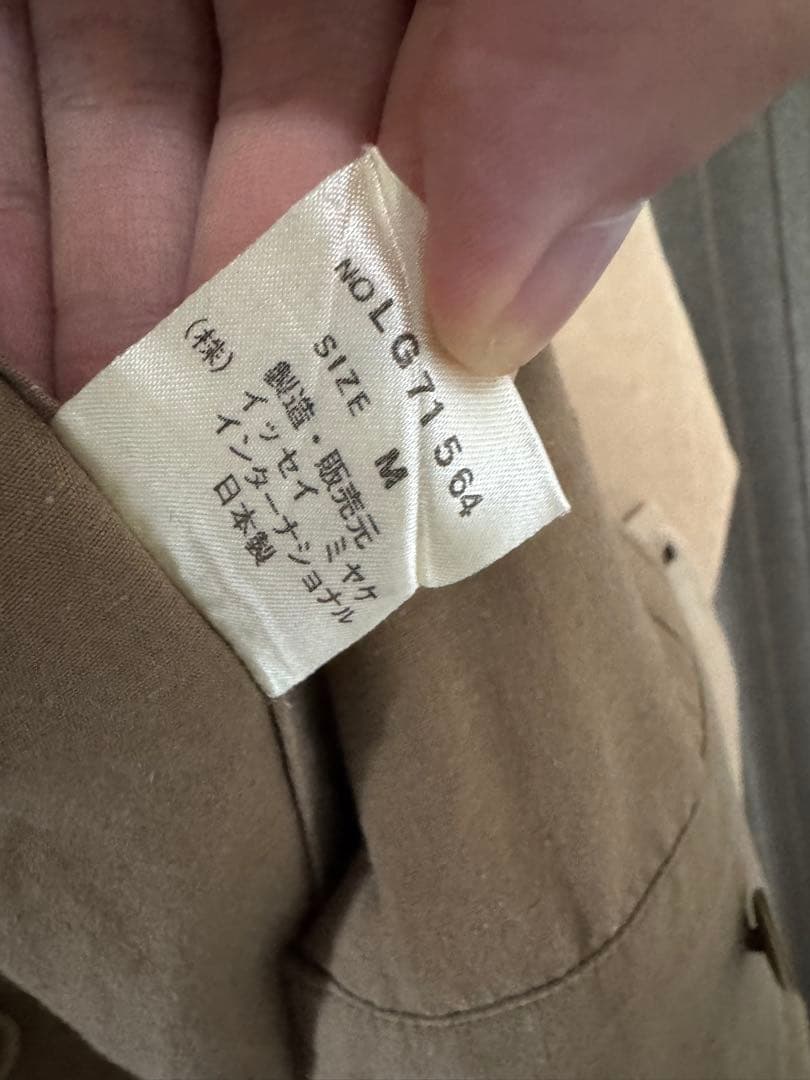 NO LG71564
SIZE M
製造・販売元
(株)イッセイ ミヤケ
インターナショナル
日本製